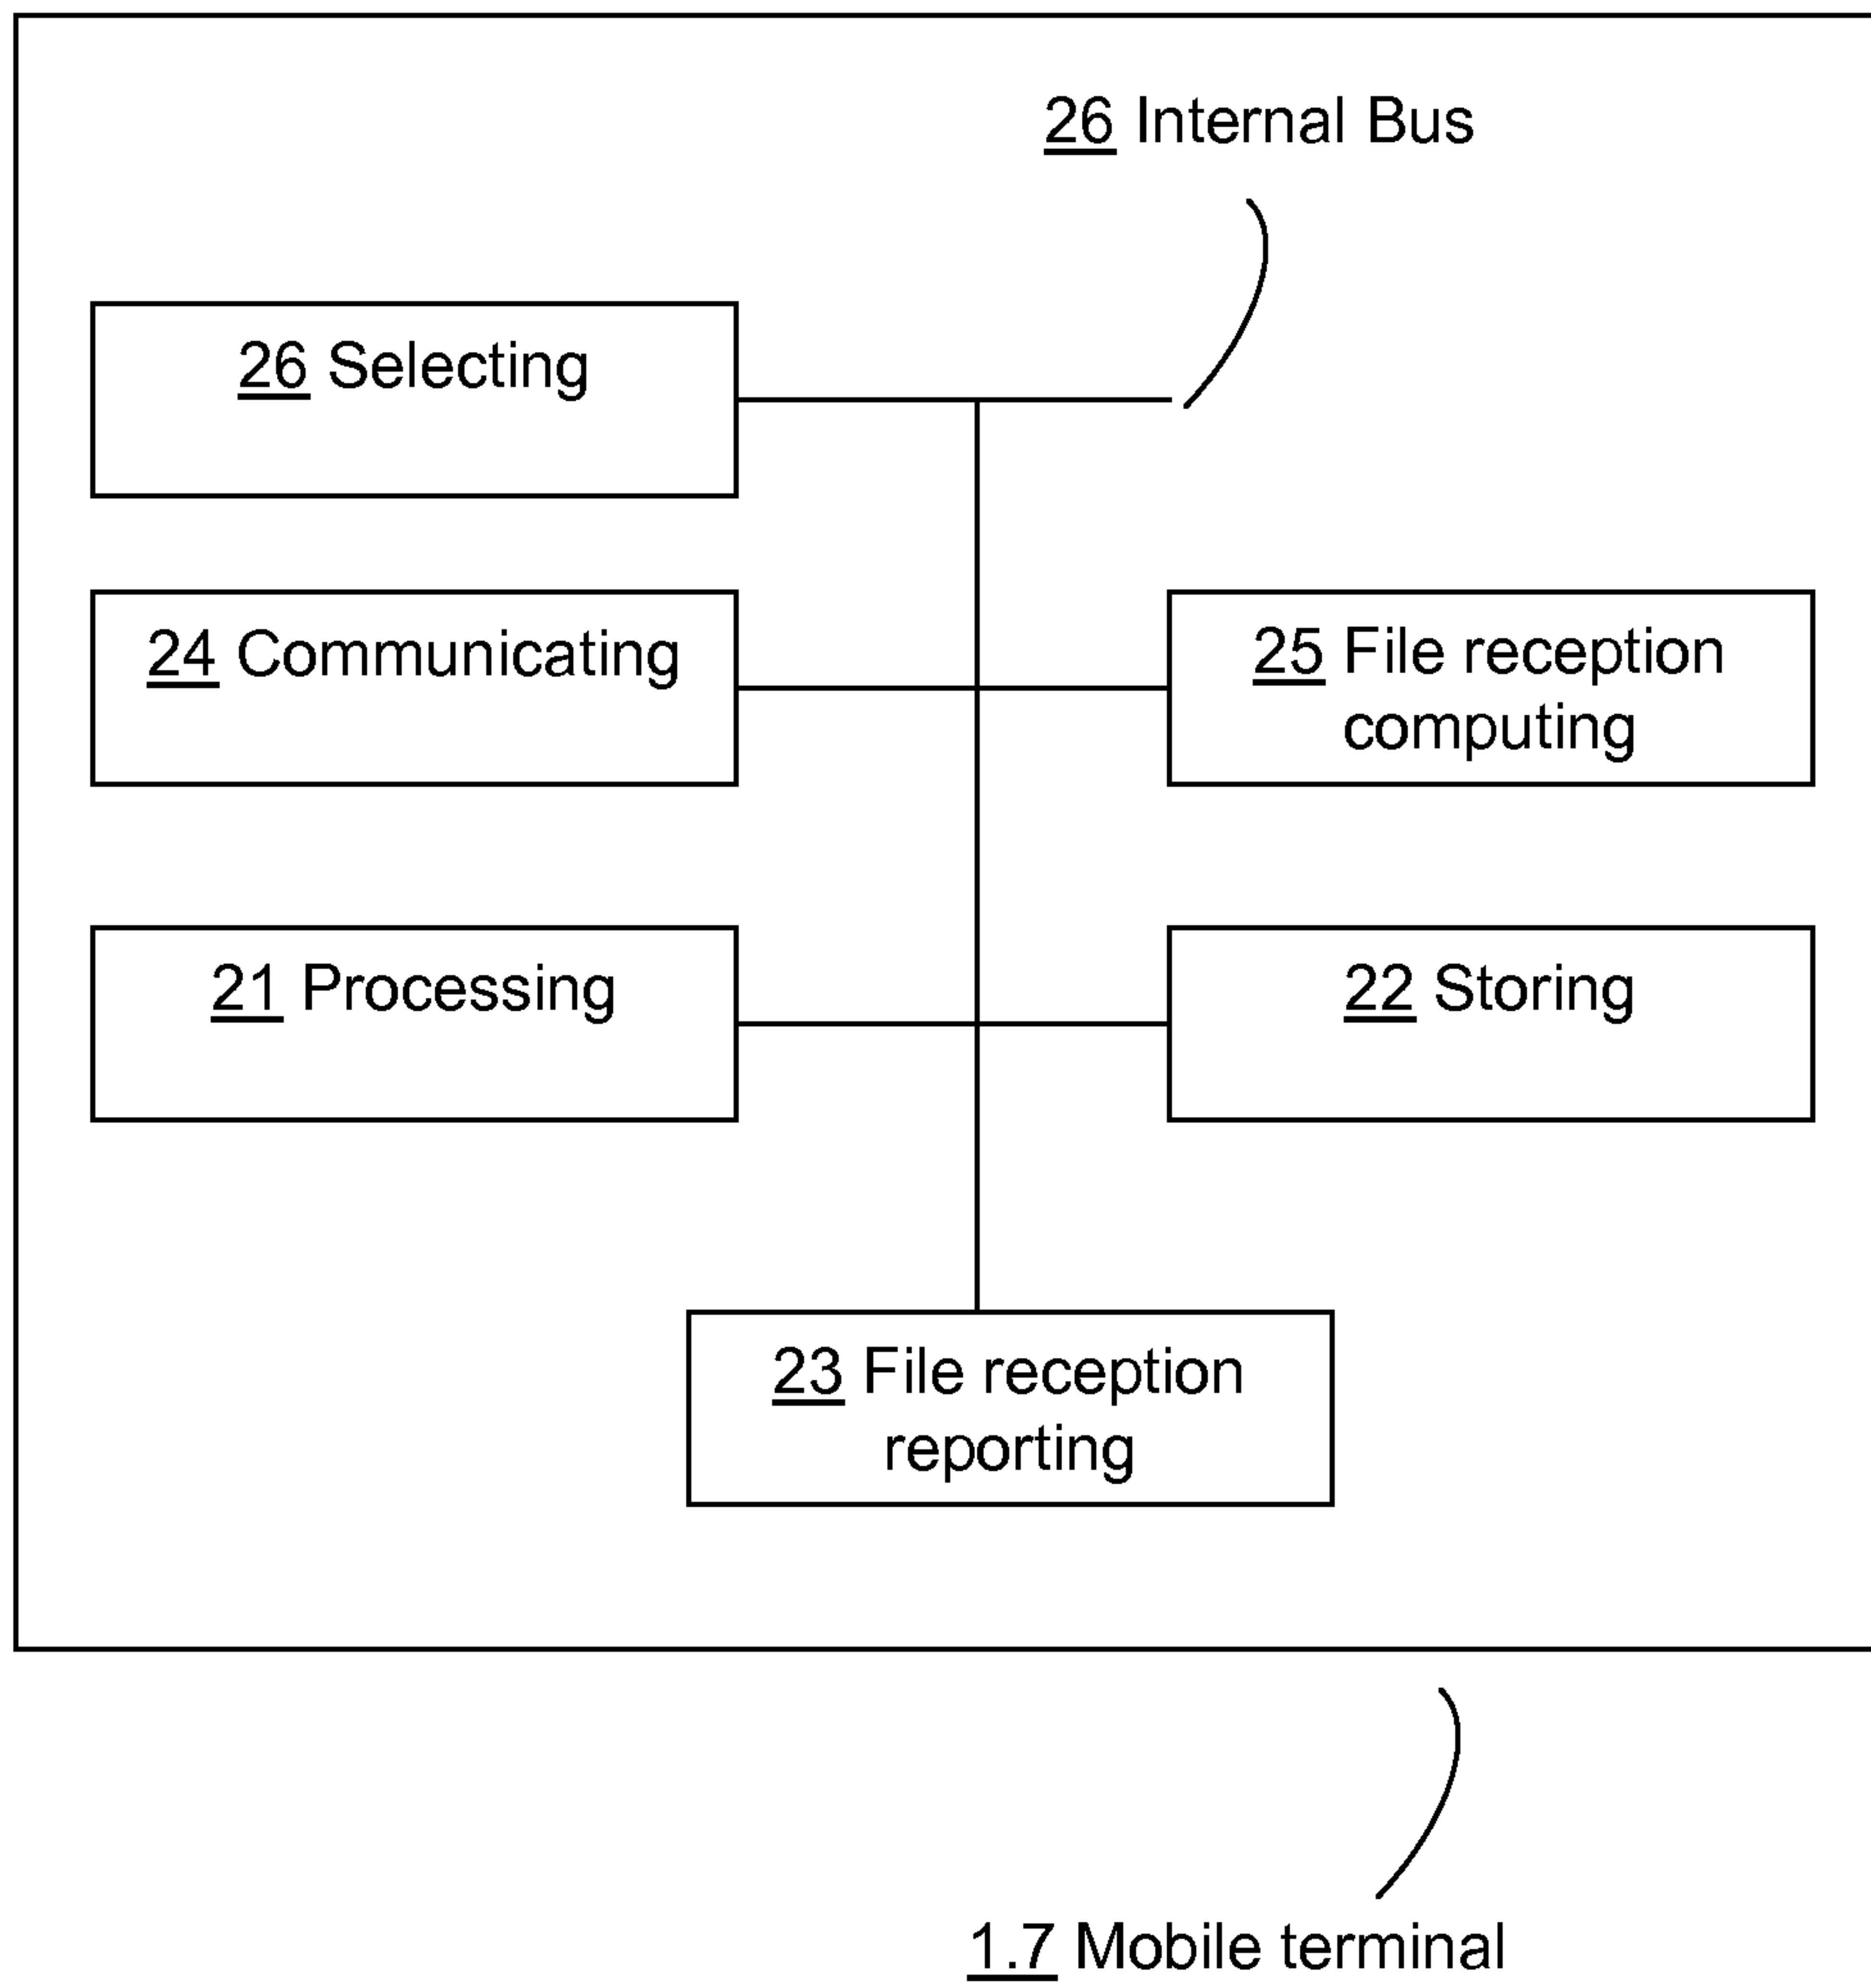 26 Internal Bus
26 Selecting
24 Communicating
25 File reception
computing
21 Processing
22 Storing
23 File reception
reporting
1.7 Mobile terminal